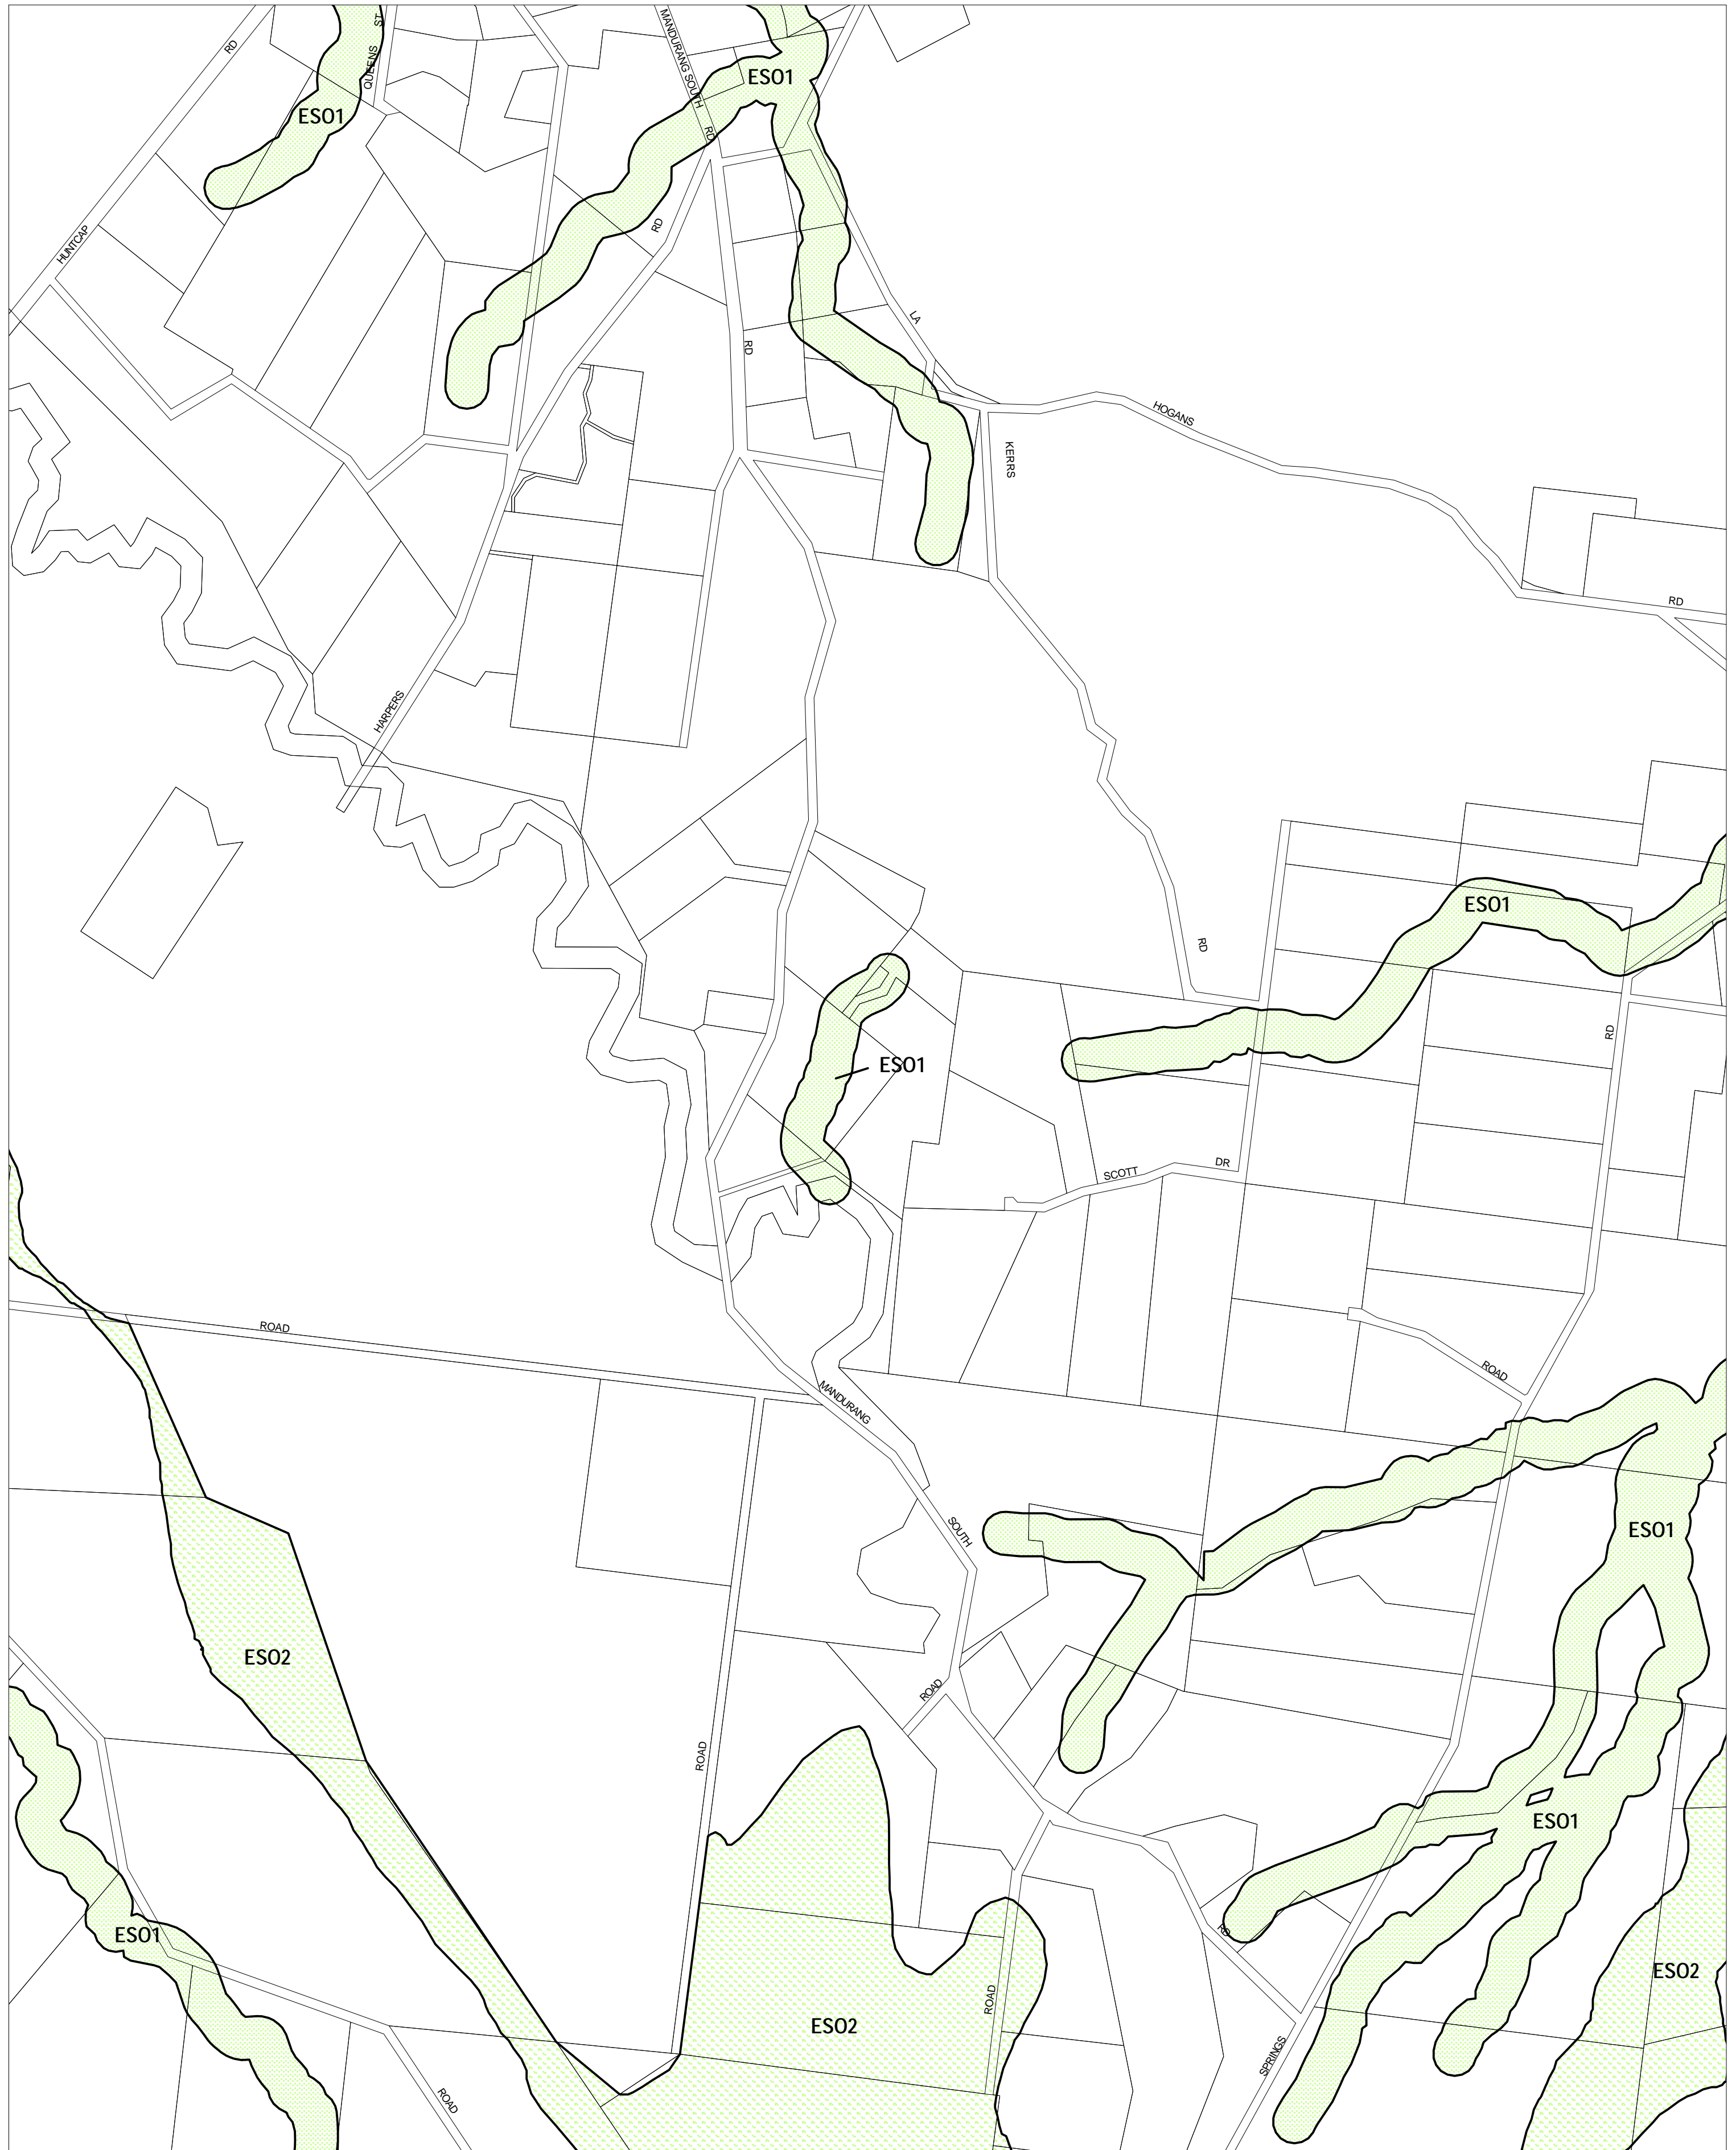 ST
QUEENS
RD
MANDURANG SOUTH
RD
ESO1
ESO1
HUNTCAP
RD
LA
RD
HOGANS
KERRS
RD
HARPERS
ESO1
RD
RD
ESO1
SCOTT
DR
ROAD
ROAD
MANDURANG
SOUTH
ESO1
ESO2
ROAD
ROAD
ESO1
RD
ESO1
ESO2
ROAD
ESO2
SPRINGS
ROAD